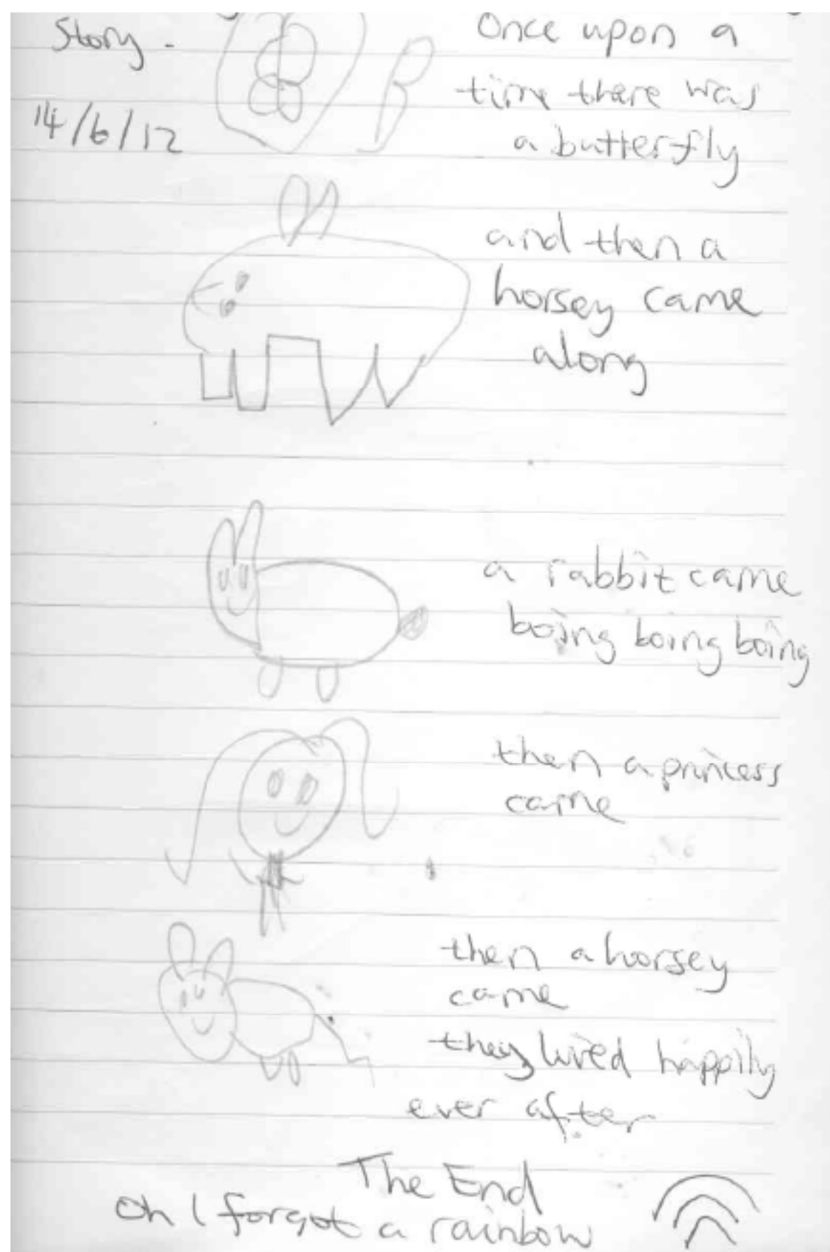 Story.
14/6/12
Once upon a
time there was
a butterfly
and then a
horsey came
along
a rabbit came
boing boing boing
then a princess
came
then a horsey
came
they lived happily
ever after
The End
Oh I forgot a rainbow